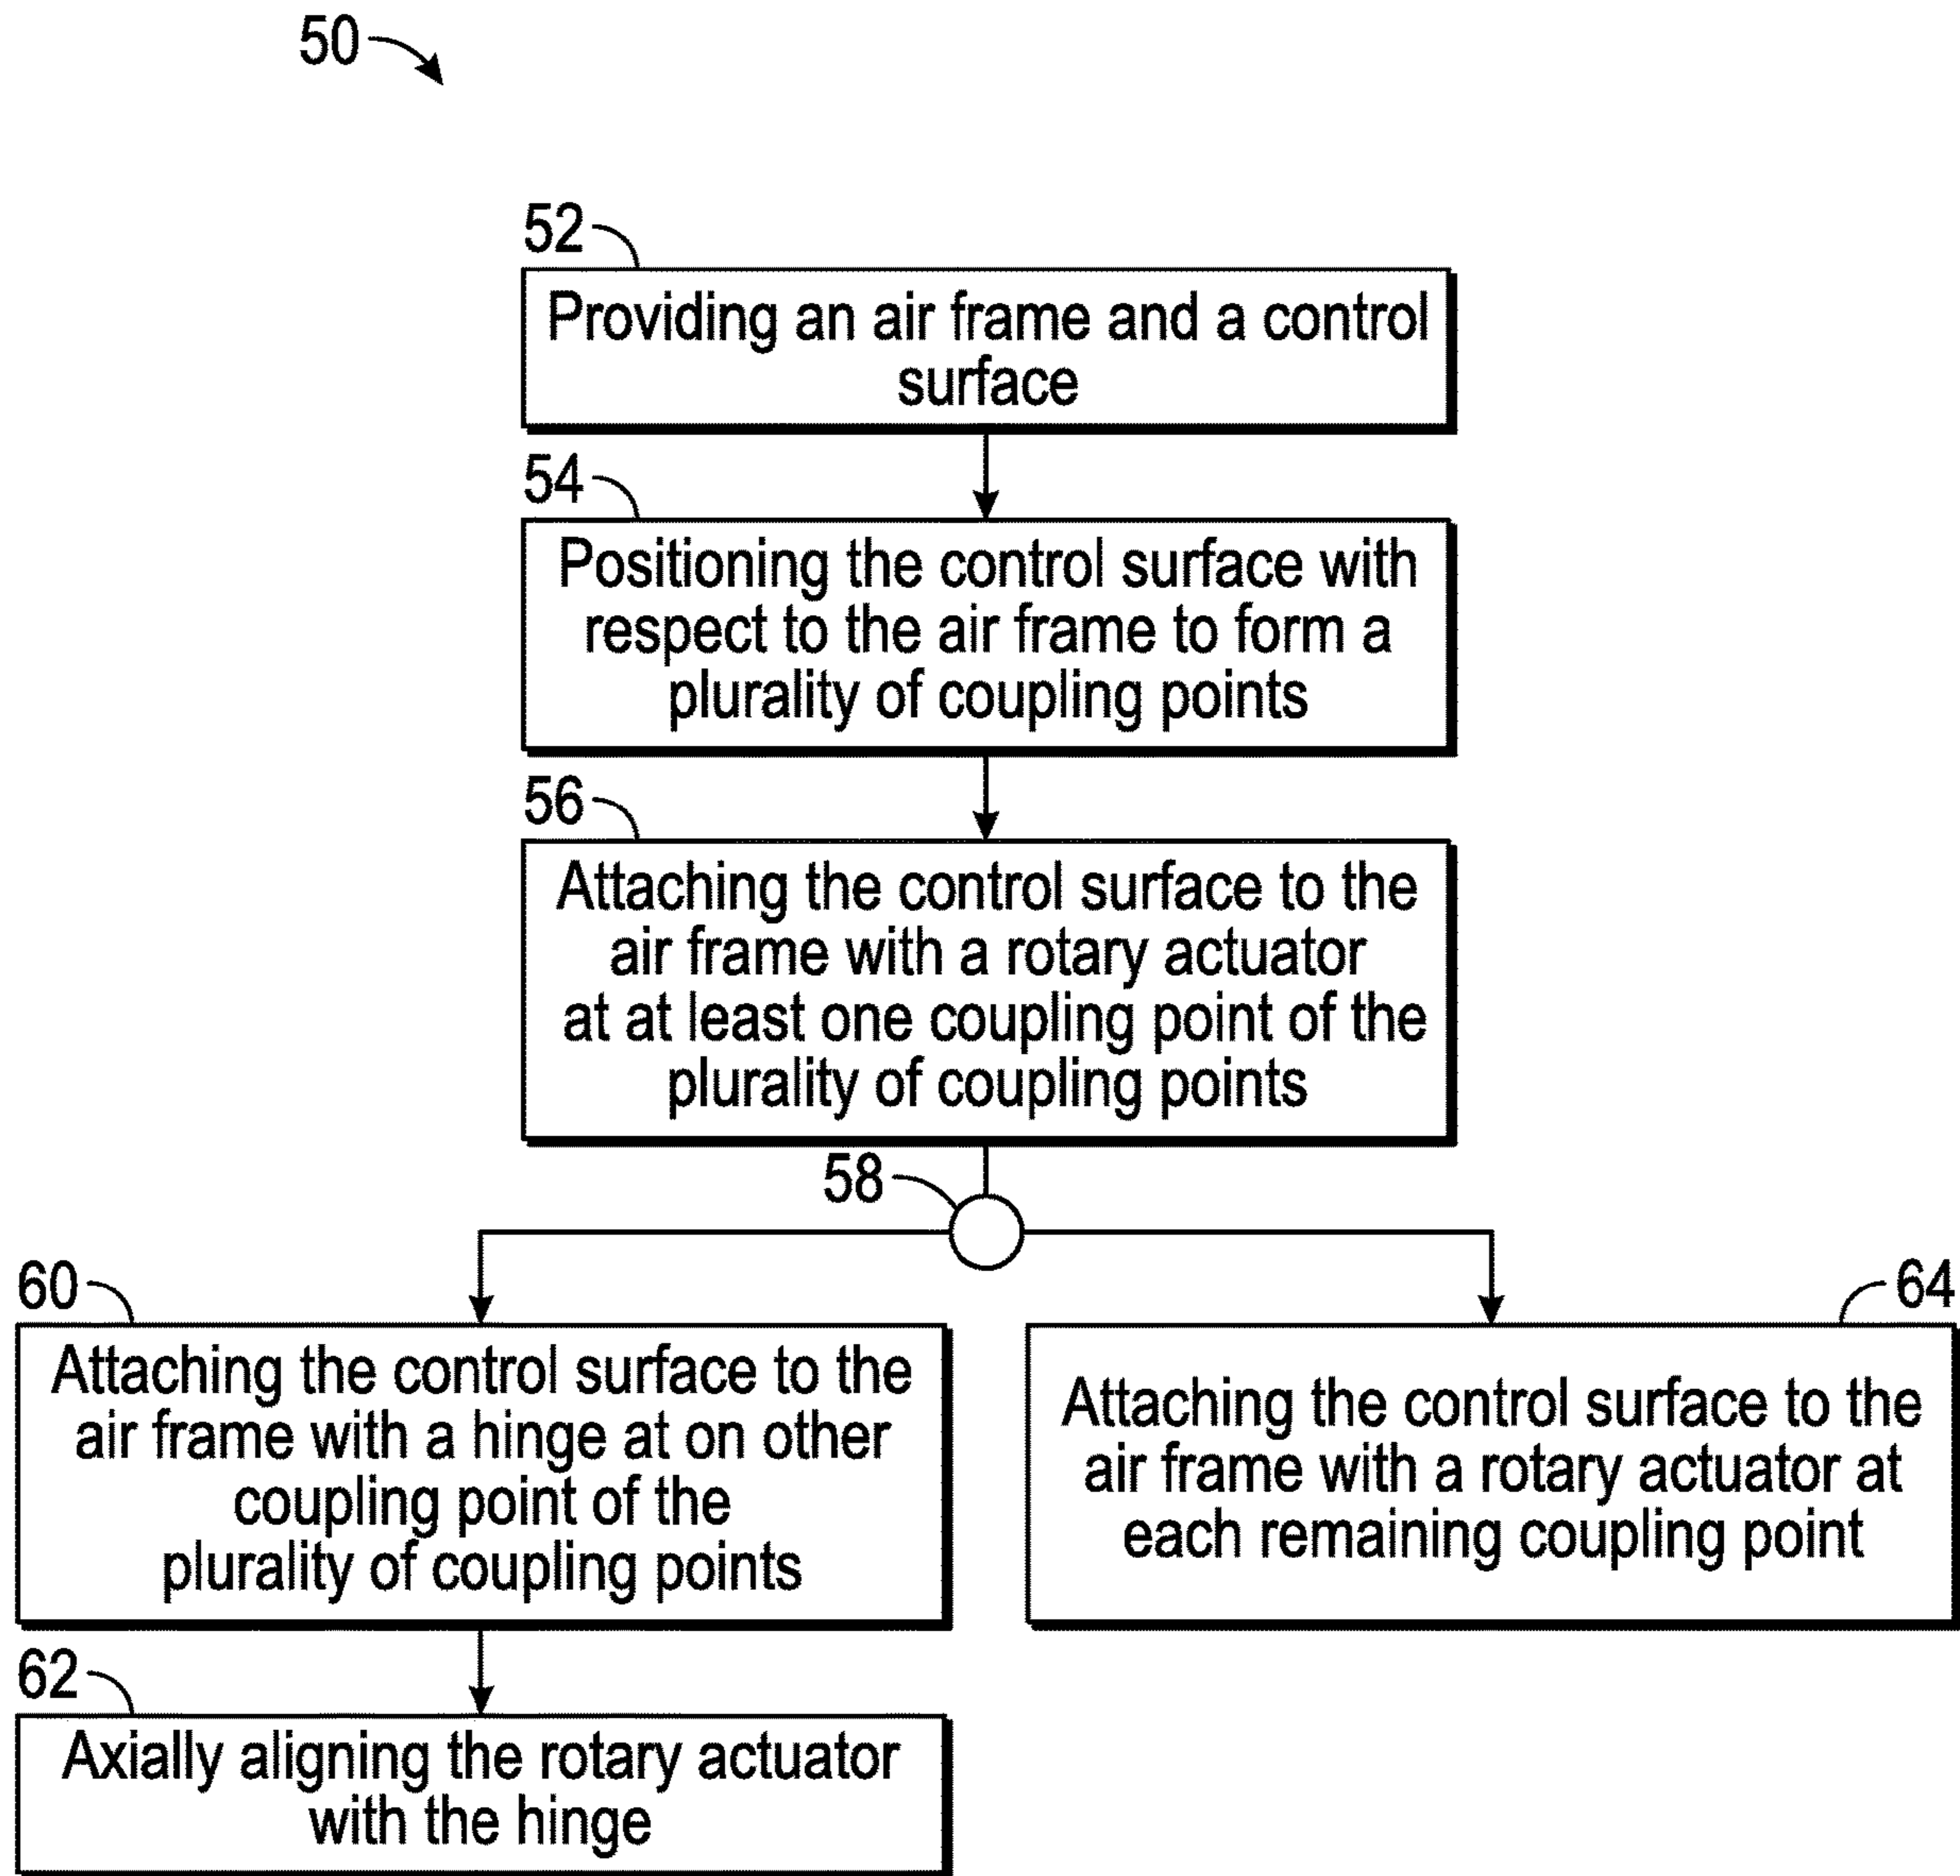 50
52
Providing an air frame and a control
surface
54
Positioning the control surface with
respect to the air frame to form a
plurality of coupling points
56
Attaching the control surface to the
air frame with a rotary actuator
at at least one coupling point of the
plurality of coupling points
58
60
Attaching the control surface to the
air frame with a hinge at on other
coupling point of the
plurality of coupling points
64
Attaching the control surface to the
air frame with a rotary actuator at
each remaining coupling point
62
Axially aligning the rotary actuator
with the hinge